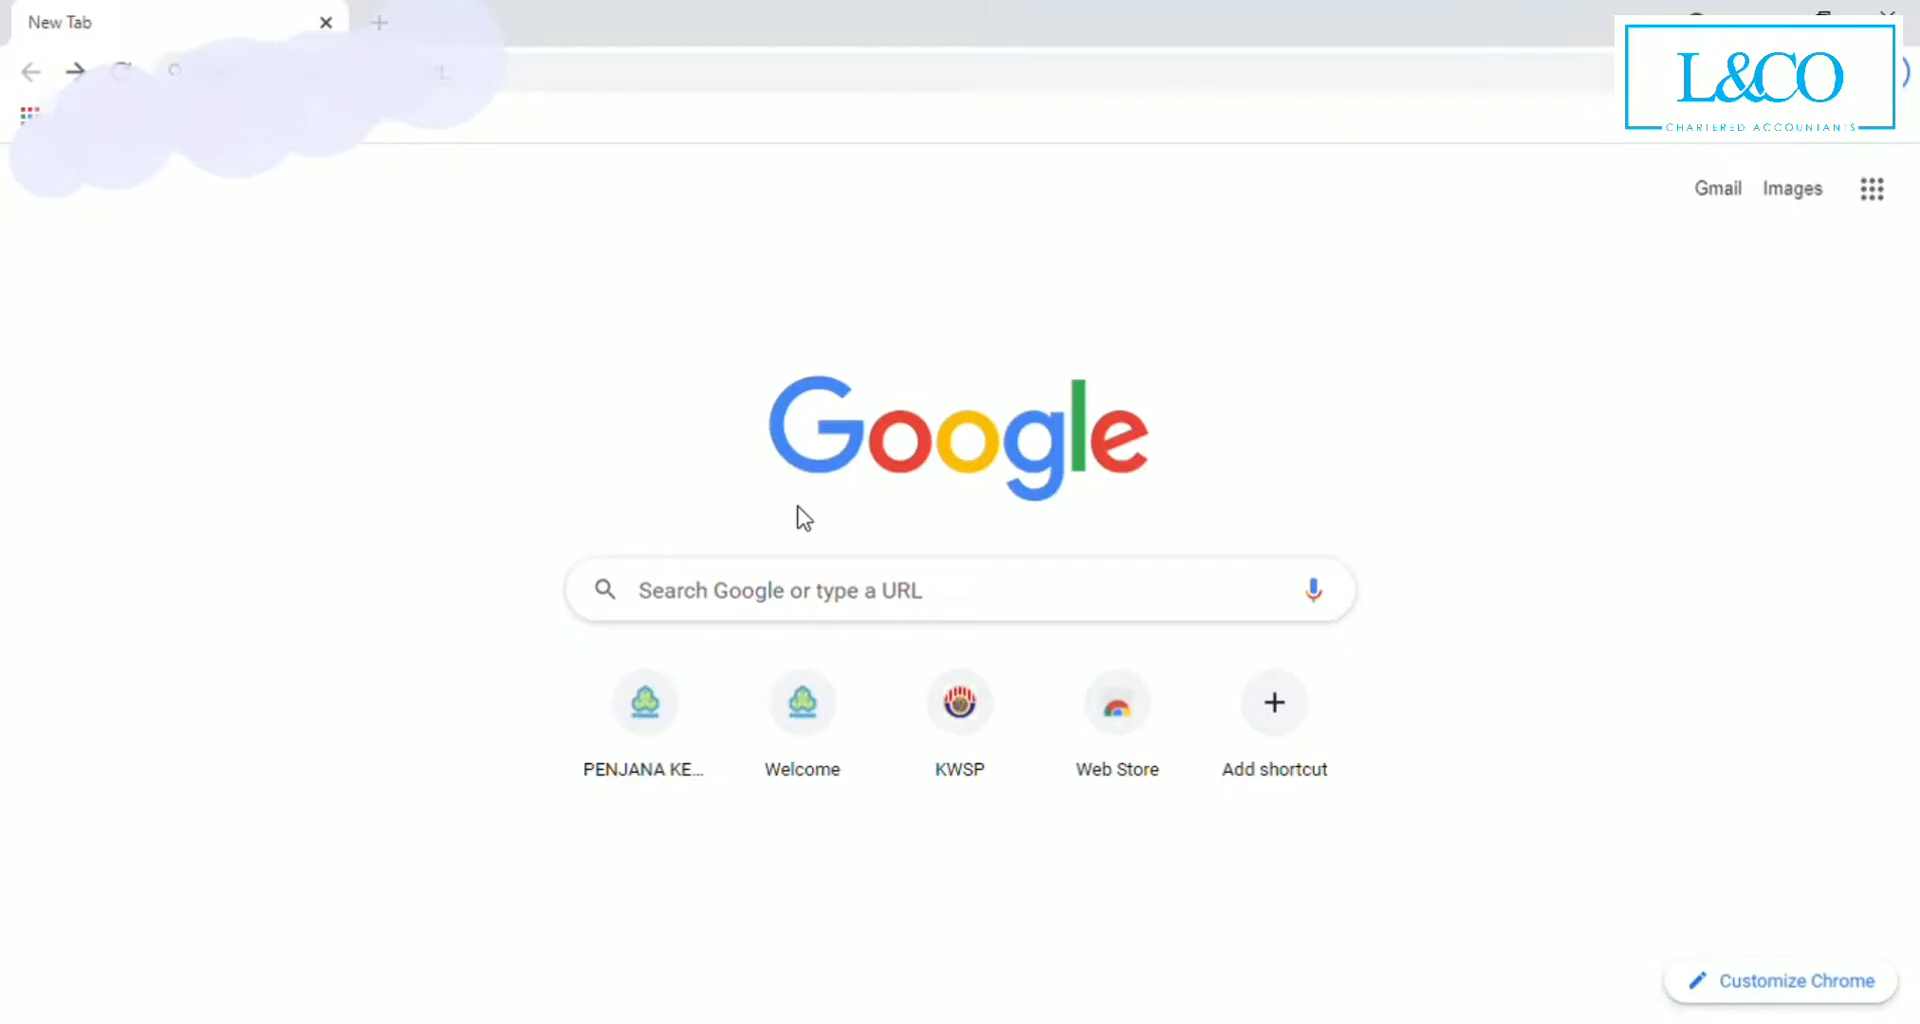 New Tab
L&CO
CHARTERED ACCOUNTANTS
Gmail Images
Google
Search Google or type a URL
PENJANA KE...
Welcome
KWSP
Web Store
Add shortcut
Customize Chrome